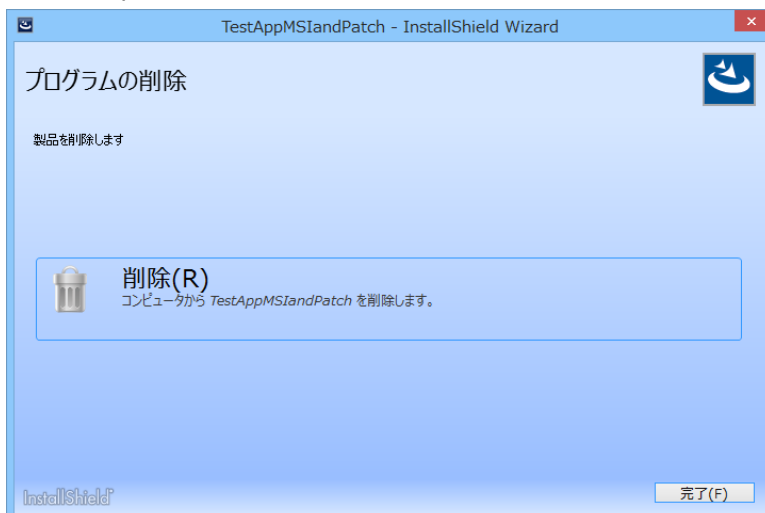 TestAppMSIandPatch - InstallShield Wizard
プログラムの削除
製品を削除します
削除(R)
コンピュータから TestAppMSIandPatch を削除します。
InstallShield
完了(F)